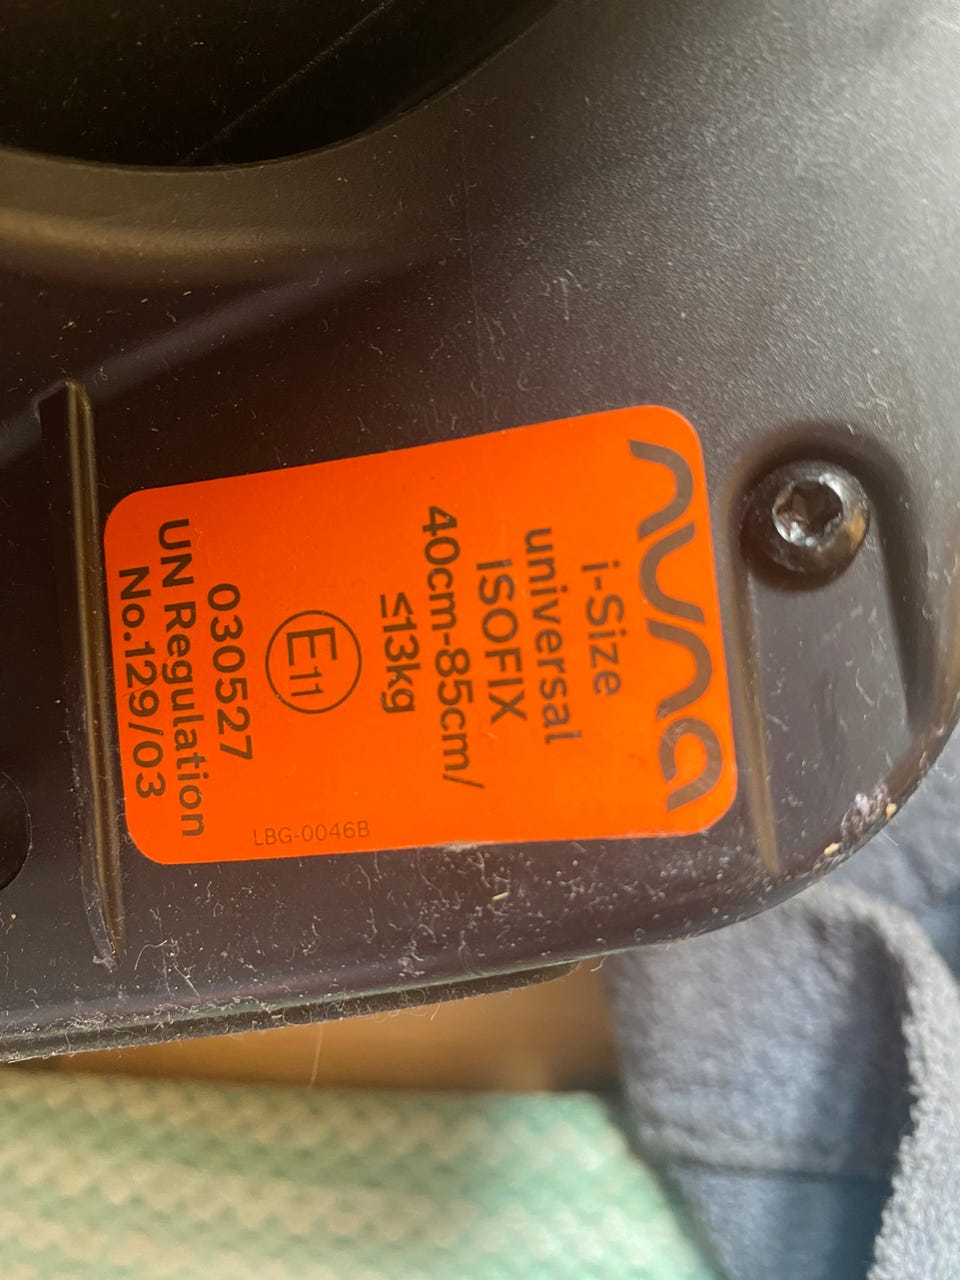 nuna
i-Size
universal
ISOFIX
40cm-85cm/
≤13kg
E11
030527
UN Regulation
No.129/03
LBG-0046B